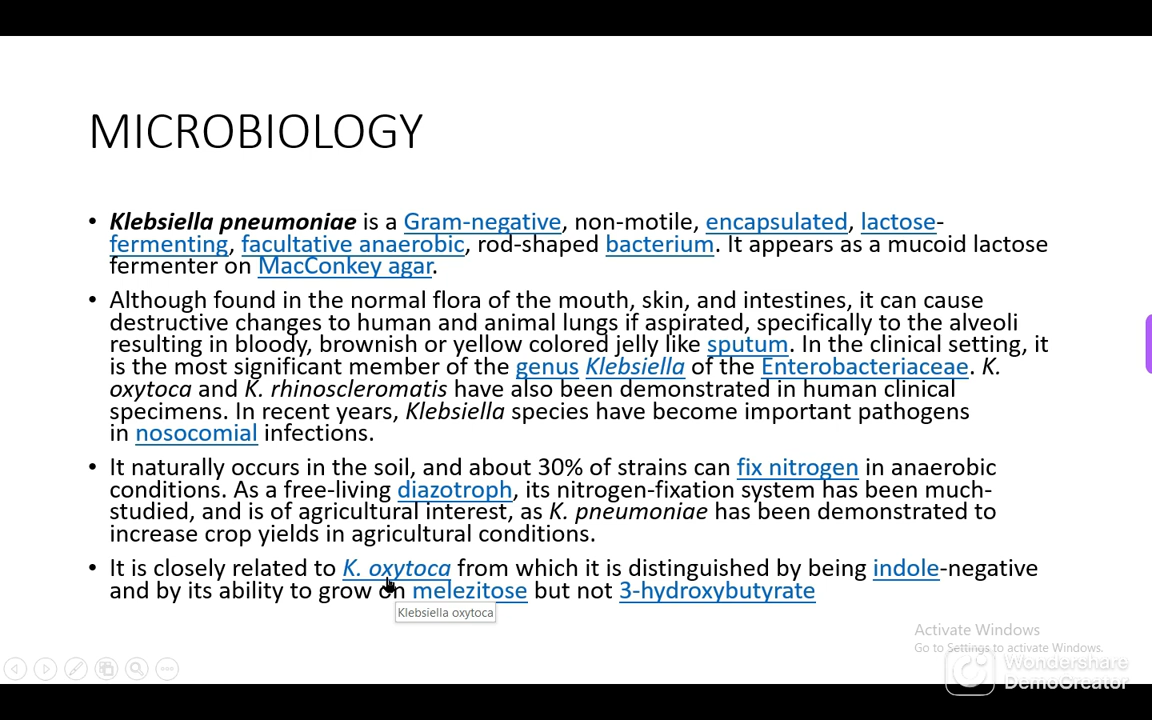 MICROBIOLOGY
• Klebsiella pneumoniae is a Gram-negative, non-motile, encapsulated, lactose-
fermenting, facultative anaerobic, rod-shaped bacterium. It appears as a mucoid lactose
fermenter on MacConkey agar.
• Although found in the normal flora of the mouth, skin, and intestines, it can cause
destructive changes to human and animal lungs if aspirated, specifically to the alveoli
resulting in bloody, brownish or yellow colored jelly like sputum. In the clinical setting, it
is the most significant member of the genus Klebsiella of the Enterobacteriaceae. K.
oxytoca and K. rhinoscleromatis have also been demonstrated in human clinical
specimens. In recent years, Klebsiella species have become important pathogens
in nosocomial infections.
• It naturally occurs in the soil, and about 30% of strains can fix nitrogen in anaerobic
conditions. As a free-living diazotroph, its nitrogen-fixation system has been much-
studied, and is of agricultural interest, as K. pneumoniae has been demonstrated to
increase crop yields in agricultural conditions.
• It is closely related to K. oxytoca from which it is distinguished by being indole-negative
and by its ability to grow on melezitose but not 3-hydroxybutyrate
Klebsiella oxytoca
Activate Windows
Go to Settings to activate Windows.
Wondershare
DemoCreator